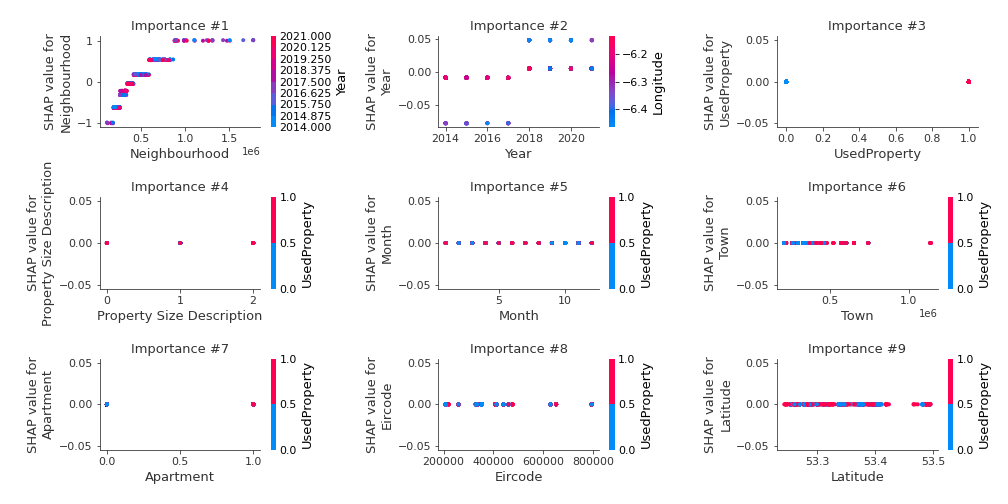 Importance #1
SHAP value for
Neighbourhood
1
0
−1
0.5
1.0
1.5
1e6
Neighbourhood
2021.000
2020.125
2019.250
2018.375
2017.500
2016.625
2015.750
2014.875
2014.000
Year
Importance #2
SHAP value for
Year
0.05
0.00
−0.05
2014
2016
2018
2020
Year
−6.2
−6.3
−6.4
Longitude
Importance #3
SHAP value for
UsedProperty
0.05
0.00
−0.05
0.0
0.2
0.4
0.6
0.8
1.0
UsedProperty
Importance #4
SHAP value for
Property Size Description
0.05
0.00
−0.05
0
1
2
Property Size Description
1.0
0.5
0.0
UsedProperty
Importance #5
SHAP value for
Month
0.05
0.00
−0.05
5
10
Month
1.0
0.5
0.0
UsedProperty
Importance #6
SHAP value for
Town
0.05
0.00
−0.05
0.5
1.0
1e6
Town
1.0
0.5
0.0
UsedProperty
Importance #7
SHAP value for
Apartment
0.05
0.00
−0.05
0.0
0.5
1.0
Apartment
1.0
0.5
0.0
UsedProperty
Importance #8
SHAP value for
Eircode
0.05
0.00
−0.05
200000
400000
600000
800000
Eircode
1.0
0.5
0.0
UsedProperty
Importance #9
SHAP value for
Latitude
0.05
0.00
−0.05
53.3
53.4
53.5
Latitude
1.0
0.5
0.0
UsedProperty